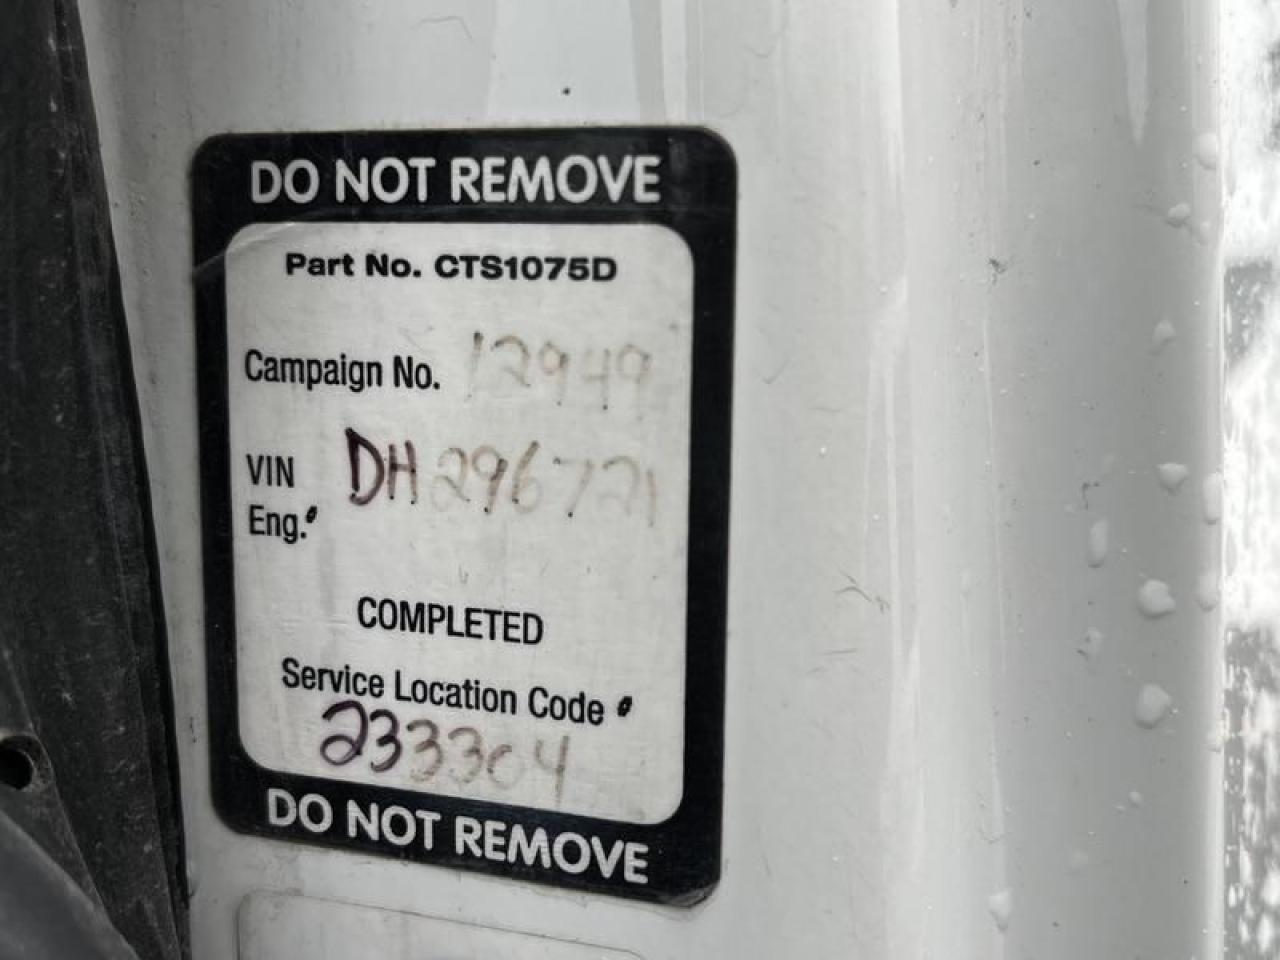 DO NOT REMOVE
Part No. CTS1075D
Campaign No. 12949
VIN DH296721
Eng.#
COMPLETED
Service Location Code #
233304
DO NOT REMOVE